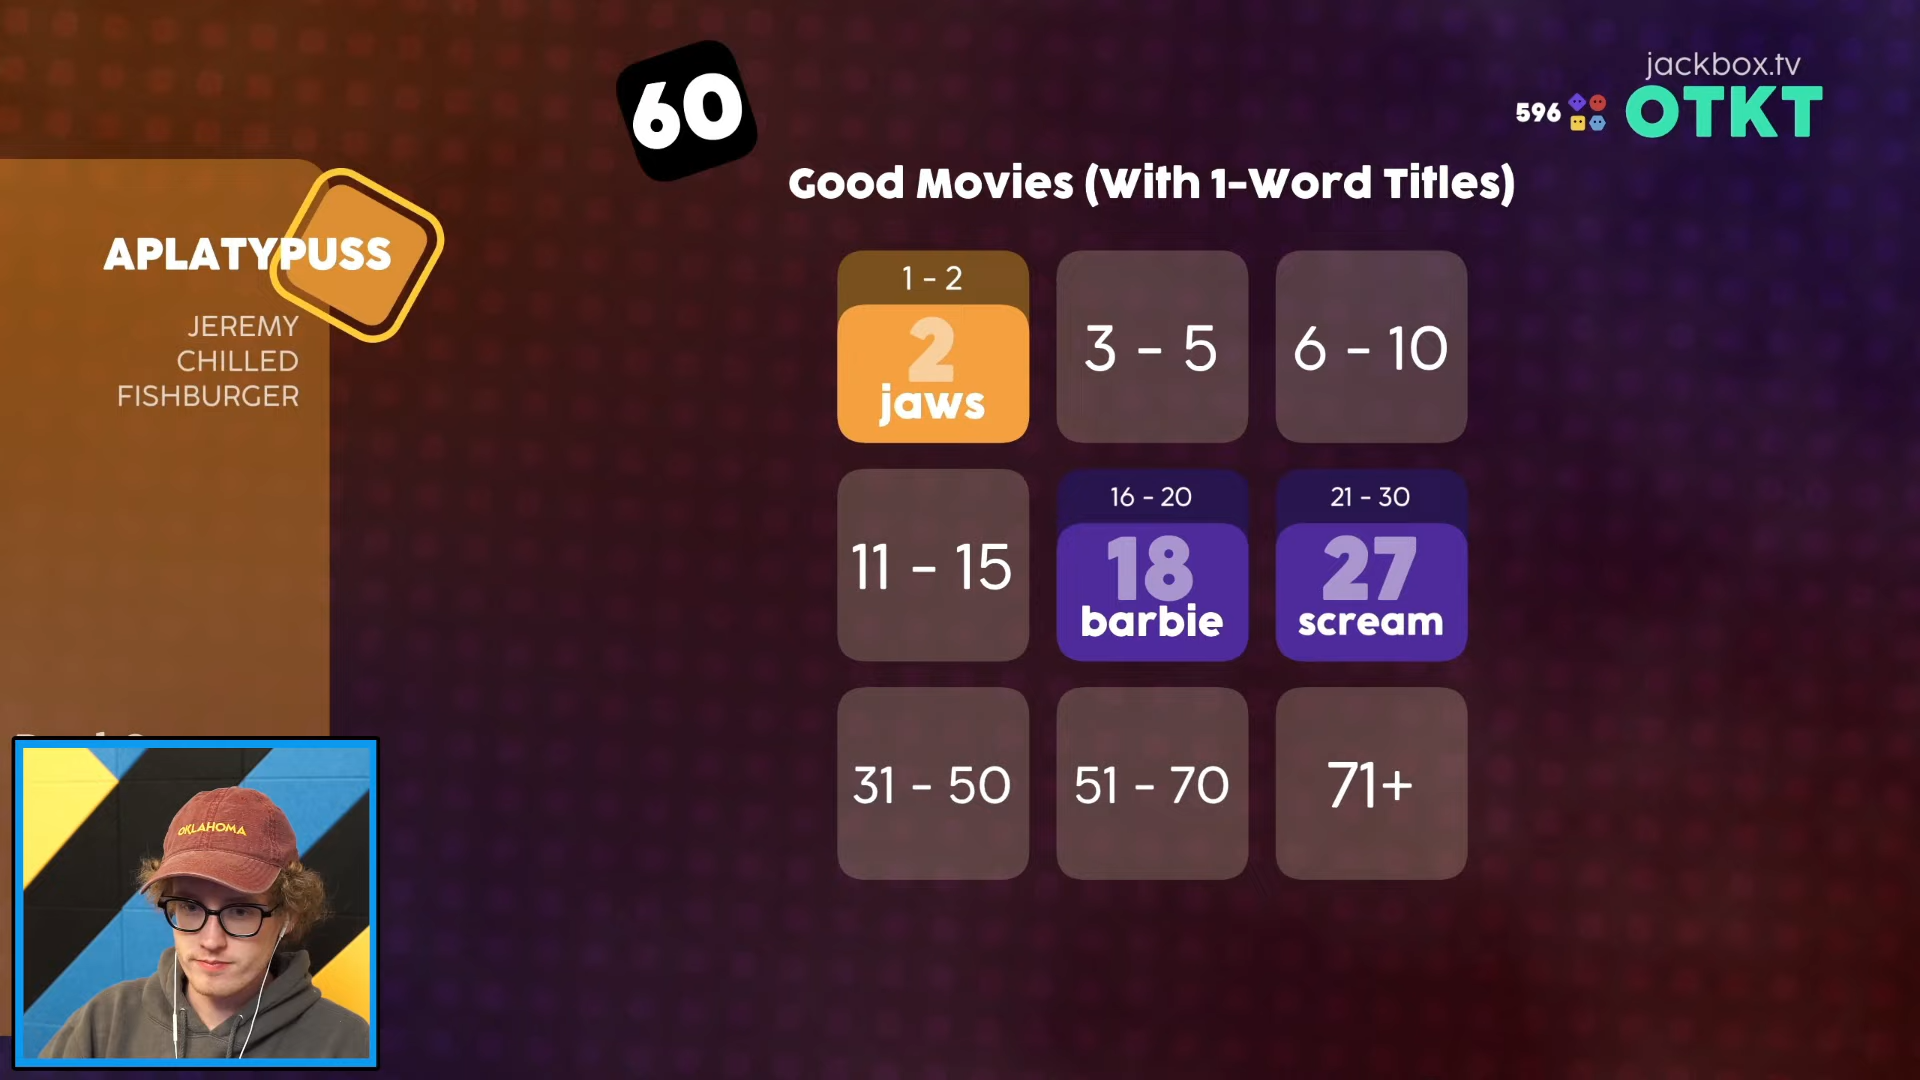 60
jackbox.tv
596
OTKT
Good Movies (With 1-Word Titles)
APLATYPUSS
JEREMY
CHILLED
FISHBURGER
1 - 2
2
jaws
3 - 5
6 - 10
11 - 15
16 - 20
18
barbie
21 - 30
27
scream
31 - 50
51 - 70
71+
OKLAHOMA